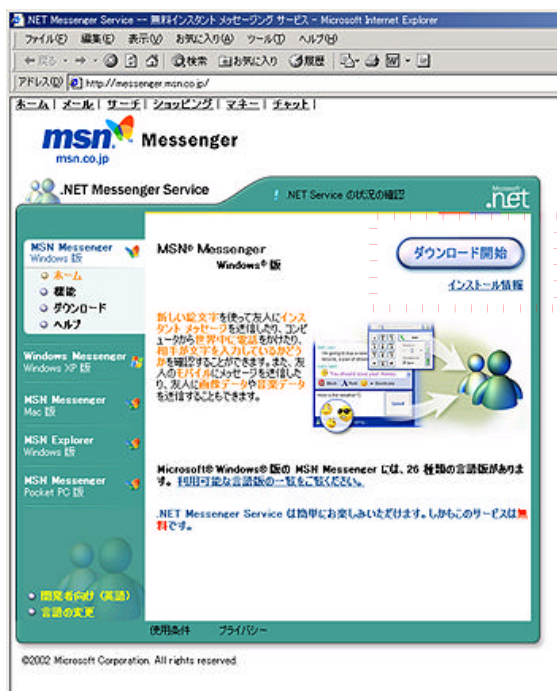 .NET Messenger Service -- 無料インスタント メッセージング サービス - Microsoft Internet Explorer
ファイル(F) 編集(E) 表示(V) お気に入り(A) ツール(T) ヘルプ(H)
戻る 検索 お気に入り 履歴
アドレス(D) http://messenger.msn.co.jp/
ホーム | メール | サーチ | ショッピング | マネー | チャット |
msn Messenger
msn.co.jp
.NET Messenger Service
! .NET Service の状況の確認
Microsoft .net
MSN Messenger
Windows 版
ホーム
機能
ダウンロード
ヘルプ
Windows Messenger
Windows XP 版
MSN Messenger
Mac 版
MSN Explorer
Windows 版
MSN Messenger
Pocket PC 版
開発者向け (英語)
言語の変更
MSN® Messenger
Windows® 版
ダウンロード開始
インストール情報
新しい絵文字を使って友人にインス
タント メッセージを送信したり、コンピ
ュータから世界中に電話をかけたり、
相手が文字を入力しているかどう
かを確認することができます。また、友
人のモバイルにメッセージを送信した
り、友人に画像データや音楽データ
を送信することもできます。
Microsoft® Windows® 版の MSN Messenger には、26 種類の言語版がありま
す。 利用可能な言語版の一覧をご覧ください。
.NET Messenger Service は簡単にお楽しみいただけます。しかもこのサービスは無
料です。
使用条件 プライバシー
©2002 Microsoft Corporation. All rights reserved.